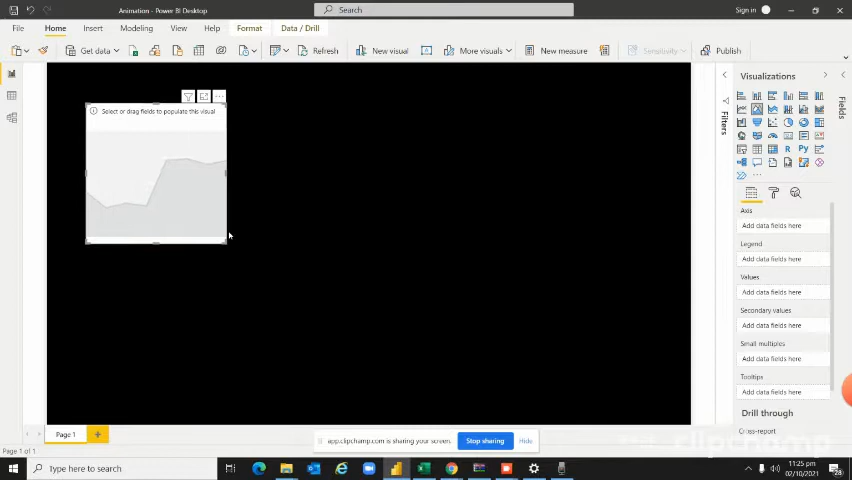 Animation - Power BI Desktop
Search
Sign in
File
Home
Insert
Modeling
View
Help
Format
Data / Drill
Get data
Refresh
New visual
More visuals
New measure
Sensitivity
Publish
Select or drag fields to populate this visual
Filters
Visualizations
Fields
R
Py
Axis
Add data fields here
Legend
Add data fields here
Values
Add data fields here
Secondary values
Add data fields here
Small multiples
Add data fields here
Tooltips
Add data fields here
Drill through
Cross-report
Page 1
app.clipchamp.com is sharing your screen.
Stop sharing
Hide
clipchamp
Page 1 of 1
Type here to search
11:25 pm
02/10/2021
28